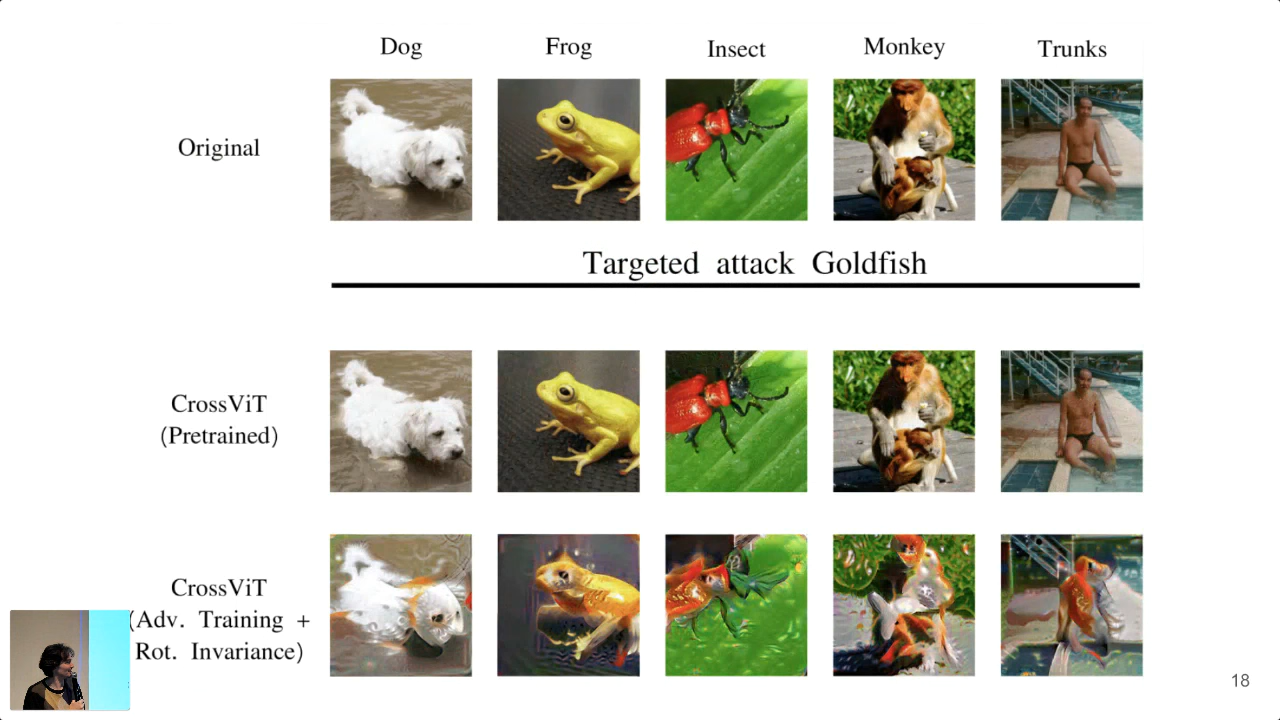 Dog
Frog
Insect
Monkey
Trunks
Original
Targeted attack Goldfish
CrossViT
(Pretrained)
CrossViT
(Adv. Training +
Rot. Invariance)
18